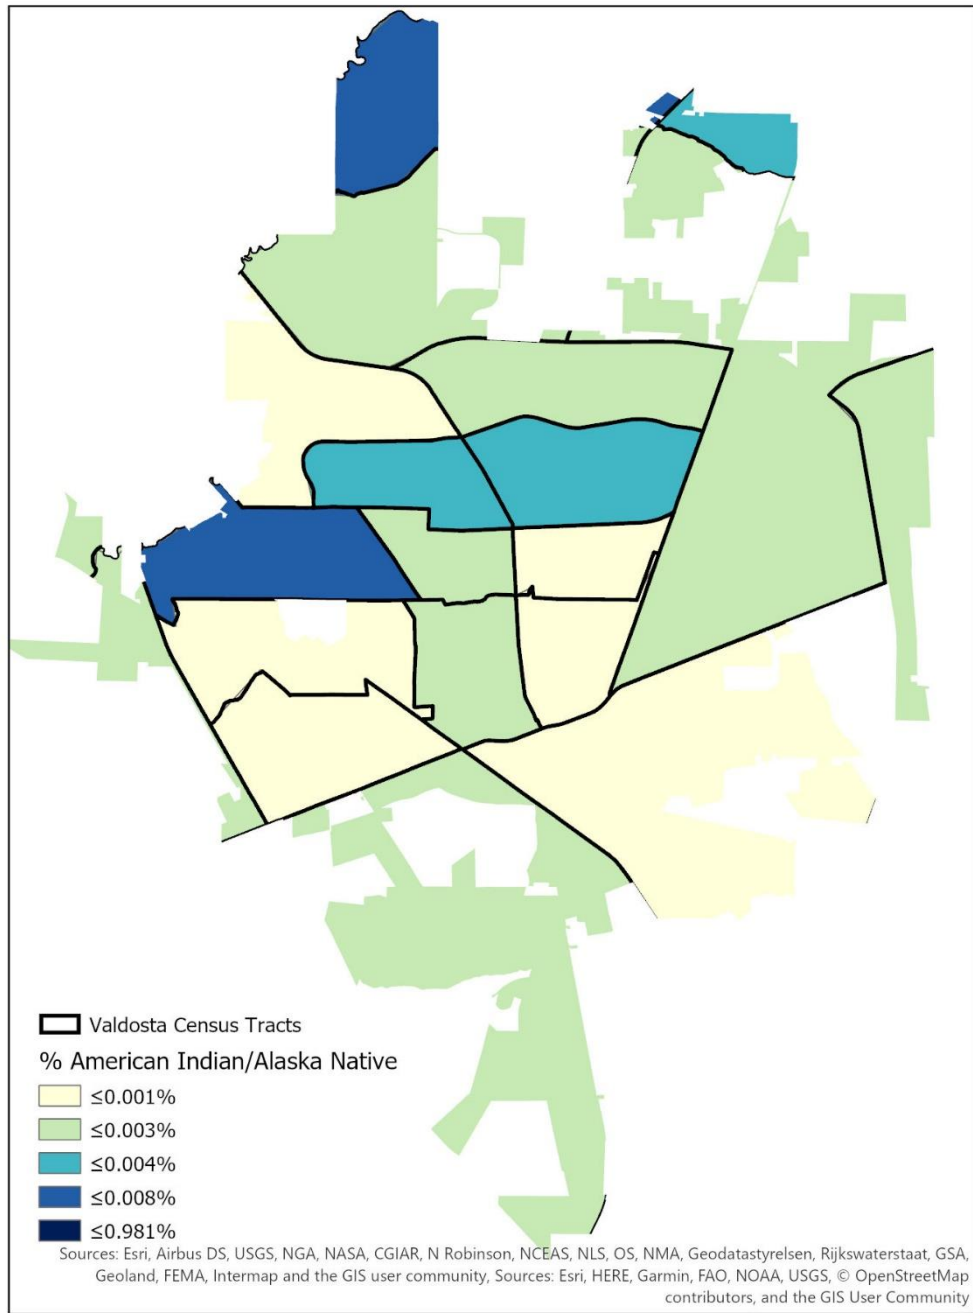 Valdosta Census Tracts
% American Indian/Alaska Native
≤0.001%
≤0.003%
≤0.004%
≤0.008%
≤0.981%
Sources: Esri, Airbus DS, USGS, NGA, NASA, CGIAR, N Robinson, NCEAS, NLS, OS, NMA, Geodatastyrelsen, Rijkswaterstaat, GSA,
Geoland, FEMA, Intermap and the GIS user community, Sources: Esri, HERE, Garmin, FAO, NOAA, USGS, © OpenStreetMap
contributors, and the GIS User Community